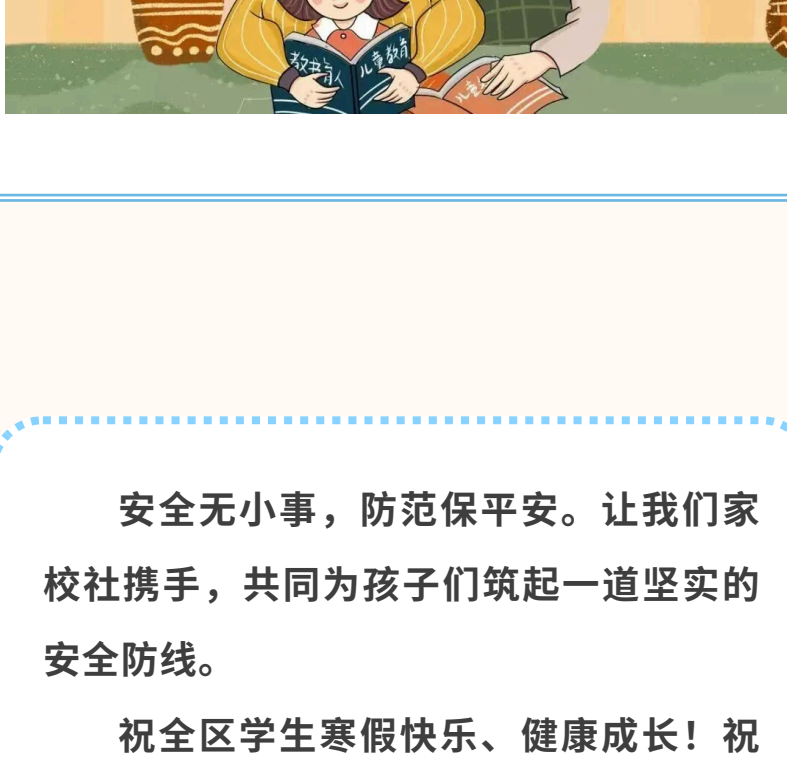 教书育人
儿童教育
安全无小事，防范保平安。让我们家
校社携手，共同为孩子们筑起一道坚实的
安全防线。
祝全区学生寒假快乐、健康成长！祝